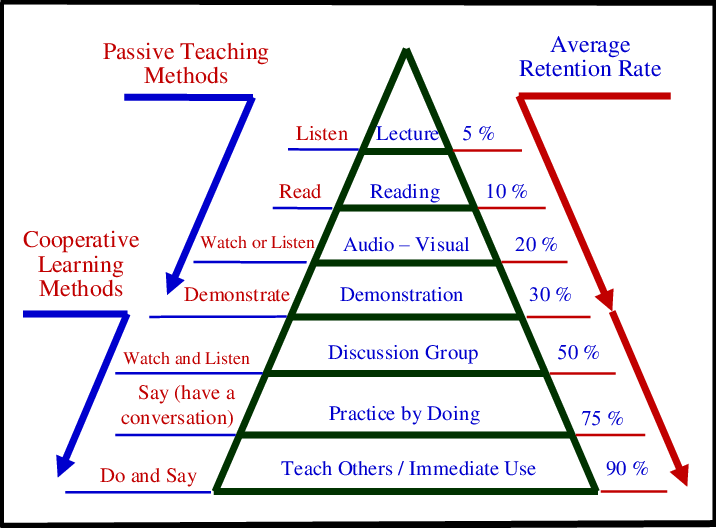 Passive Teaching
Methods
Average
Retention Rate
Listen
Lecture
5 %
Read
Reading
10 %
Cooperative
Learning
Methods
Watch or Listen
Audio – Visual
20 %
Demonstrate
Demonstration
30 %
Watch and Listen
Discussion Group
50 %
Say (have a
conversation)
Practice by Doing
75 %
Do and Say
Teach Others / Immediate Use
90 %